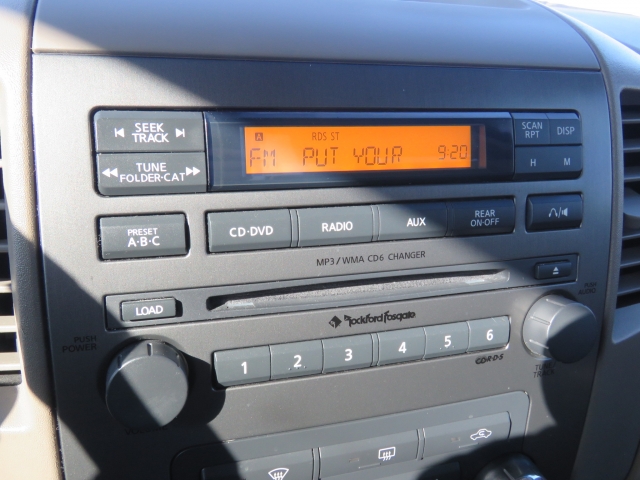 SEEK
TRACK
TUNE
FOLDER·CAT
A
RDS ST
FM PUT YOUR 9:20
SCAN
RPT
DISP
H
M
PRESET
A·B·C
CD·DVD
RADIO
AUX
REAR
ON·OFF
MP3/WMA CD6 CHANGER
LOAD
Rockford Fosgate
PUSH
POWER
1
2
3
4
5
6
TUNE
TRACK